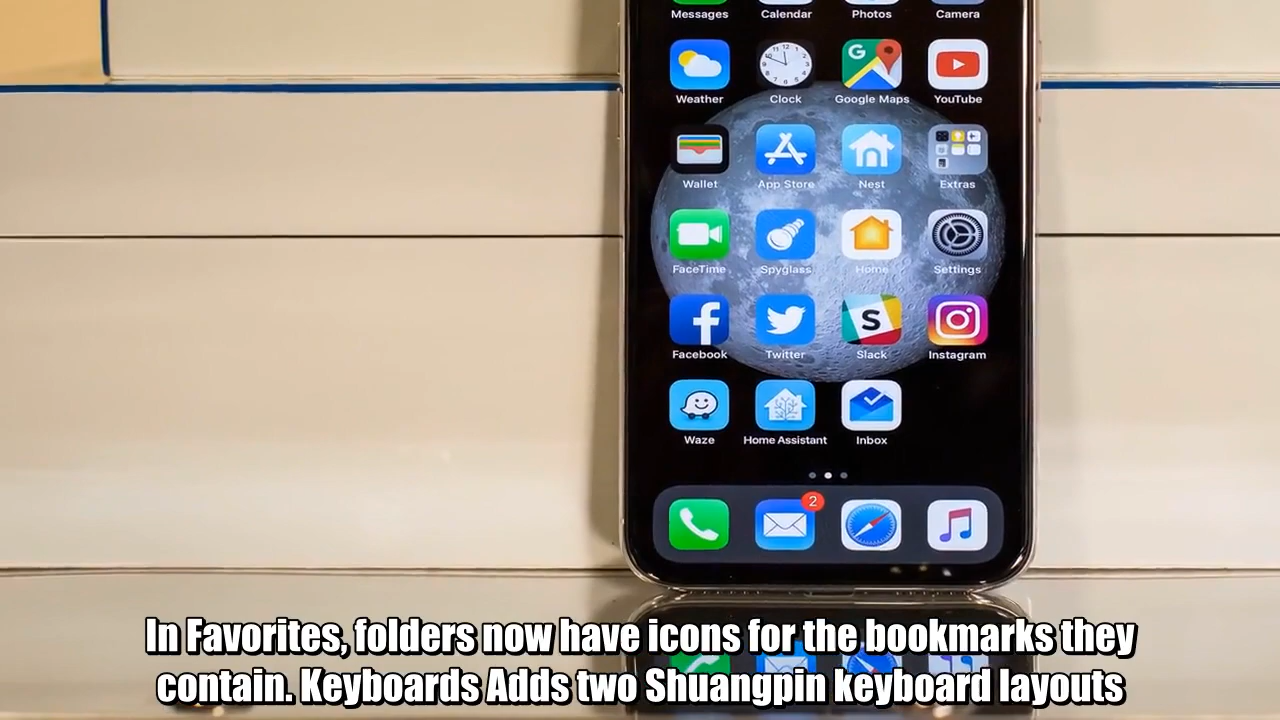 Messages Calendar Photos Camera
Weather Clock Google Maps YouTube
Wallet App Store Nest Extras
FaceTime Spyglass Home Settings
Facebook Twitter Slack Instagram
Waze Home Assistant Inbox
2
In Favorites, folders now have icons for the bookmarks they
contain. Keyboards Adds two Shuangpin keyboard layouts